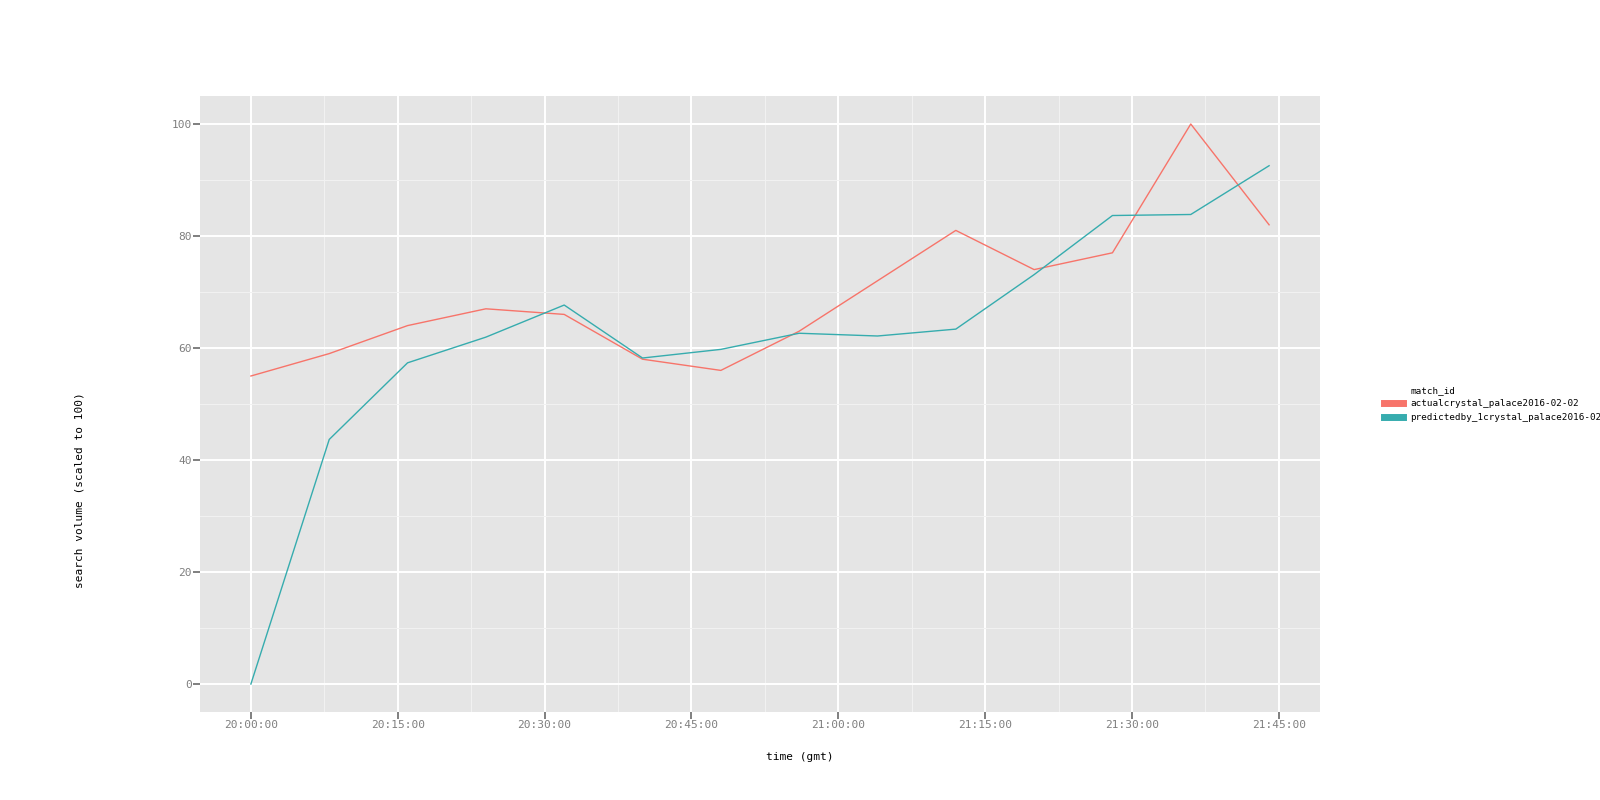 search volume (scaled to 100)
100
80
60
40
20
0
20:00:00 20:15:00 20:30:00 20:45:00 21:00:00 21:15:00 21:30:00 21:45:00
time (gmt)
match_id
actualcrystal_palace2016-02-02
predictedby_1crystal_palace2016-02